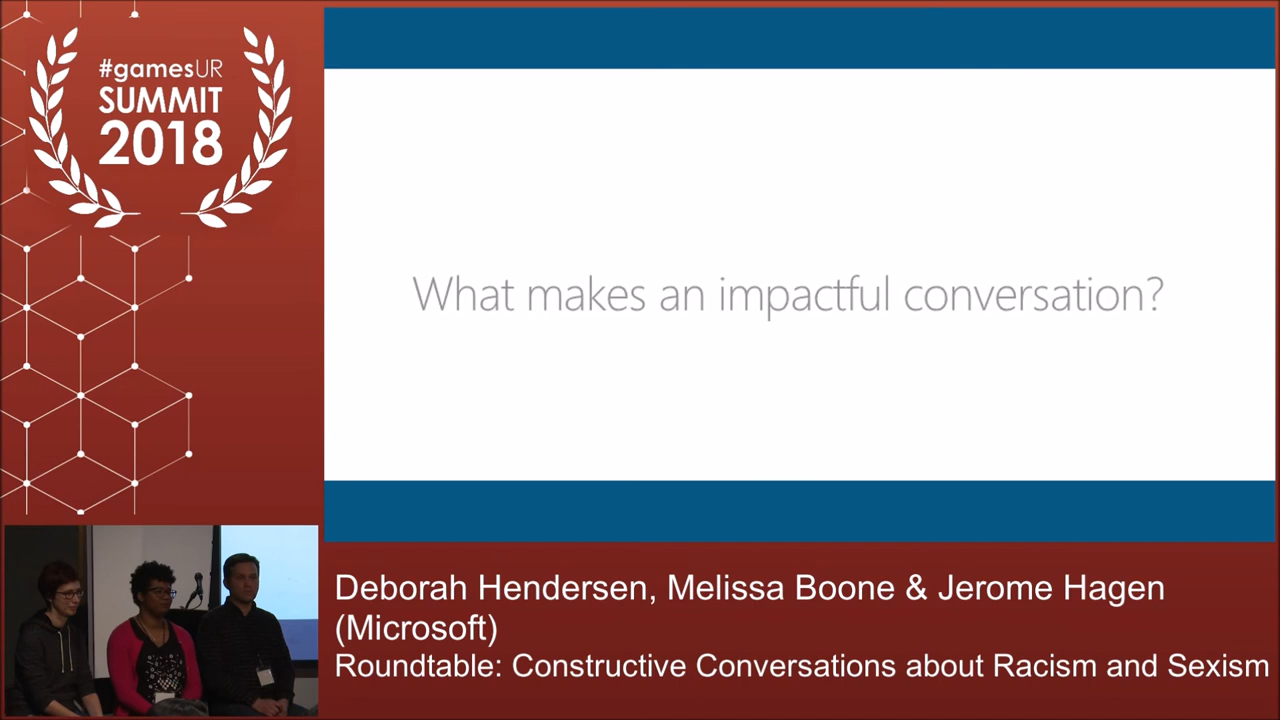 #gamesUR
SUMMIT
2018
What makes an impactful conversation?
Deborah Hendersen, Melissa Boone & Jerome Hagen
(Microsoft)
Roundtable: Constructive Conversations about Racism and Sexism